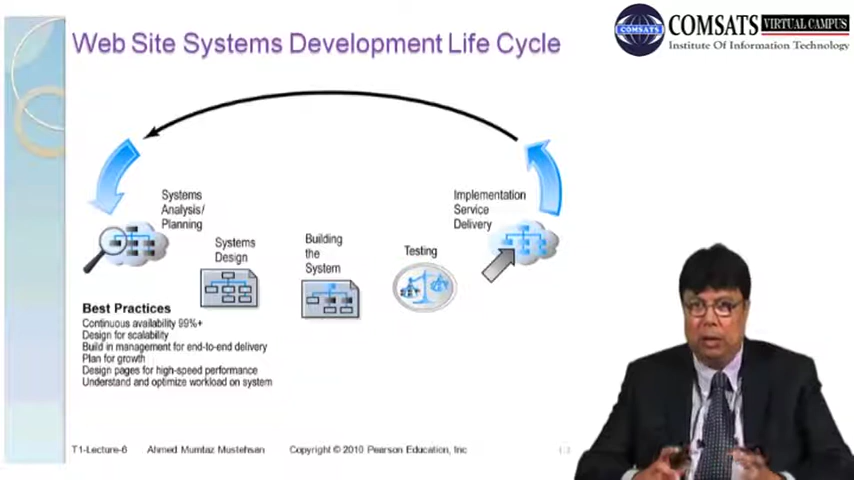 Web Site Systems Development Life Cycle
COMSATS
COMSATS VIRTUAL CAMPUS
Institute Of Information Technology
Systems
Analysis/
Planning
Systems
Design
Building
the
System
Testing
Implementation
Service
Delivery
Best Practices
Continuous availability 99%+
Design for scalability
Build in management for end-to-end delivery
Plan for growth
Design pages for high-speed performance
Understand and optimize workload on system
T1-Lecture-6 Ahmed Mumtaz Mustehsan Copyright © 2010 Pearson Education, Inc